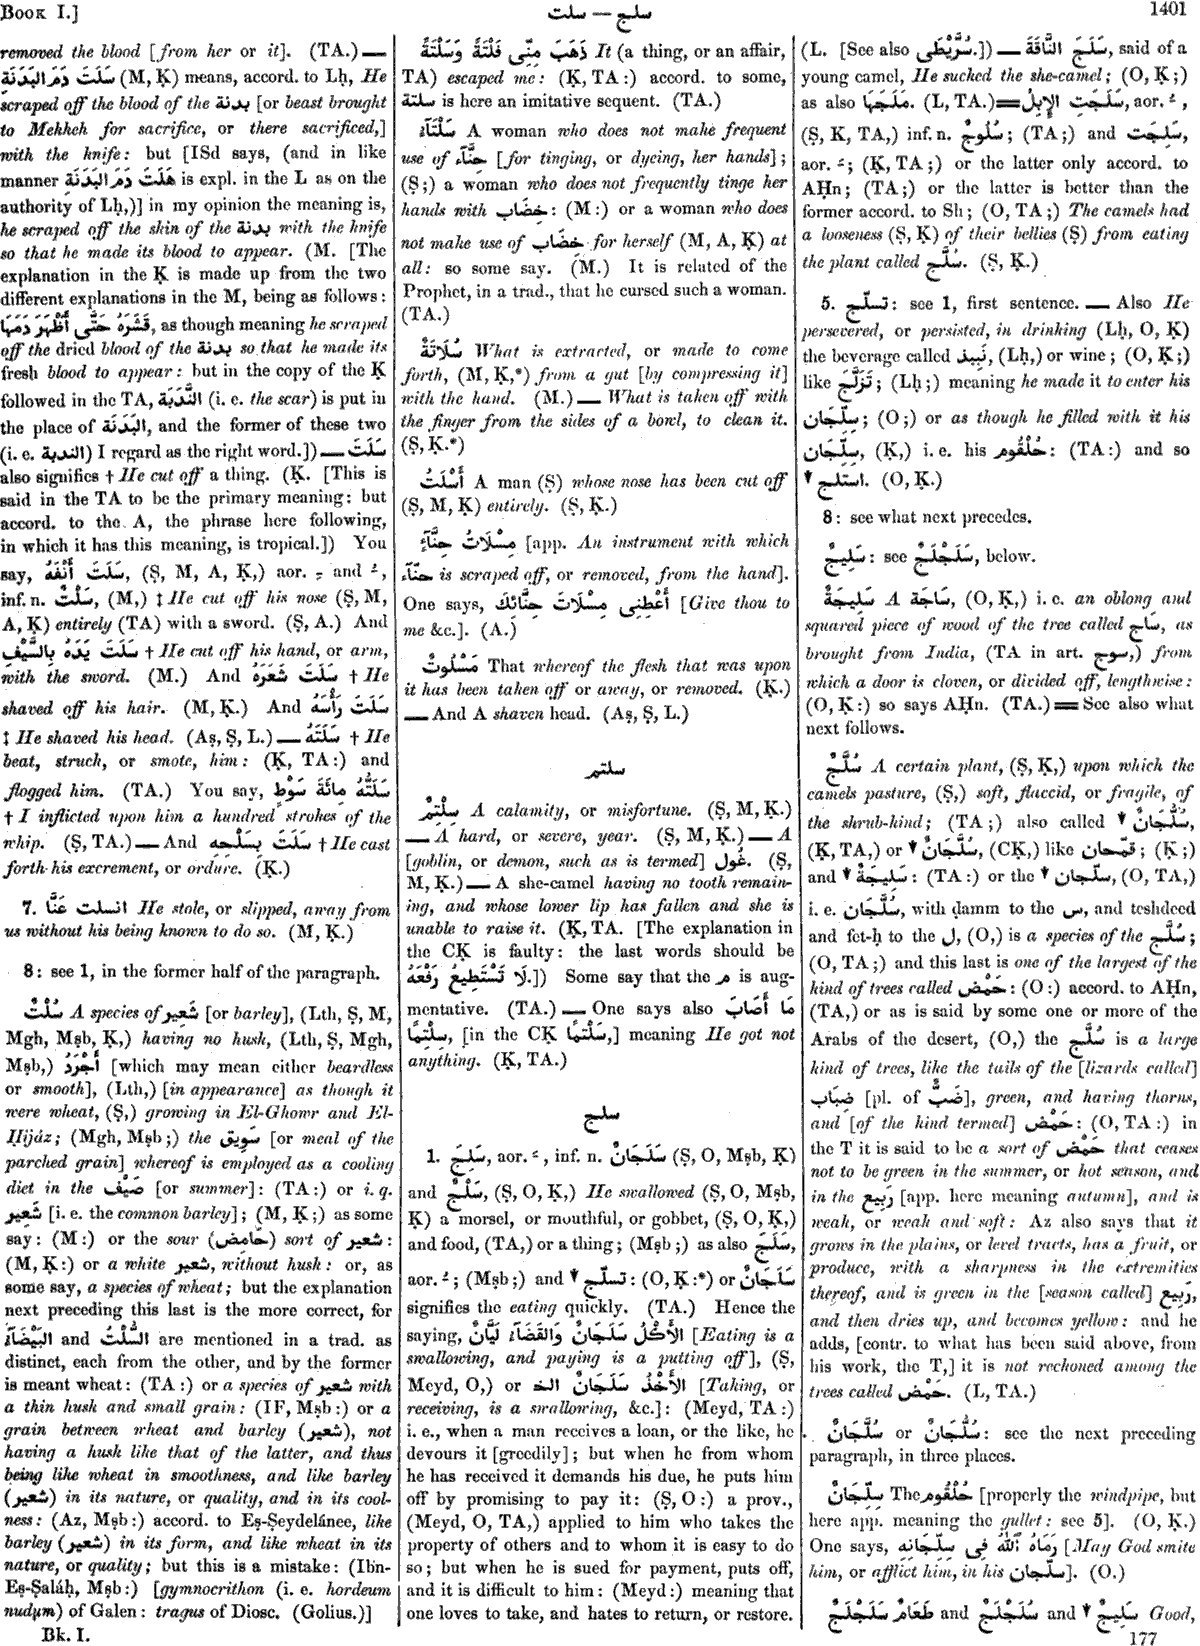 Book I.]
سلت — سلج
1401
removed the blood [from her or it]. (TA.) —
سَلَتَ دَمَ البَدَنَةِ (M, Ḳ) means, accord. to Lḥ, He
scraped off the blood of the بدنة [or beast brought
to Mekkeh for sacrifice, or there sacrificed,]
with the knife: but [ISd says, (and in like
manner هَلَتَ دَمَ البَدَنَةِ is expl. in the L as on the
authority of Lḥ,)] in my opinion the meaning is,
he scraped off the skin of the بدنة with the knife
so that he made its blood to appear. (M. [The
explanation in the Ḳ is made up from the two
different explanations in the M, being as follows:
قَشَرَهُ حَتَّى أَظْهَرَ دَمَهَا, as though meaning he scraped
off the dried blood of the بدنة so that he made its
fresh blood to appear: but in the copy of the Ḳ
followed in the TA, النَّدَبَةَ (i. e. the scar) is put in
the place of البَدَنَةَ, and the former of these two
(i. e. الندبة) I regard as the right word.]) — سَلَتَ
also signifies † He cut off a thing. (Ḳ. [This is
said in the TA to be the primary meaning: but
accord. to the A, the phrase here following,
in which it has this meaning, is tropical.]) You
say, سَلَتَ أَنْفَهُ, (Ṣ, M, A, Ḳ,) aor. ـِ and ـُ,
inf. n. سَلْتٌ, (M,) ‡ He cut off his nose (Ṣ, M,
A, Ḳ) entirely (TA) with a sword. (Ṣ, A.) And
سَلَتَ يَدَهُ بِالسَّيْفِ † He cut off his hand, or arm,
with the sword. (M.) And سَلَتَ شَعَرَهُ † He
shaved off his hair. (M, Ḳ.) And سَلَتَ رَأْسَهُ
‡ He shaved his head. (Aṣ, Ṣ, L.) — سَلَتَهُ † He
beat, struck, or smote, him: (Ḳ, TA:) and
flogged him. (TA.) You say, سَلَتُّهُ مِائَةَ سَوْطٍ
† I inflicted upon him a hundred strokes of the
whip. (Ṣ, TA.) — And سَلَتَ بِسَلْحِهِ † He cast
forth his excrement, or ordure. (Ḳ.)
7. انسلت عَنَّا He stole, or slipped, away from
us without his being known to do so. (M, Ḳ.)
8: see 1, in the former half of the paragraph.
سُلْتٌ A species of شَعِير [or barley], (Lth, Ṣ, M,
Mgh, Mṣb, Ḳ,) having no husk, (Lth, Ṣ, Mgh,
Mṣb,) أَجْرَدُ [which may mean either beardless
or smooth], (Lth,) [in appearance] as though it
were wheat, (Ṣ,) growing in El-Ghowr and El-
Ḥijáz; (Mgh, Mṣb;) the سَوِيق [or meal of the
parched grain] whereof is employed as a cooling
diet in the صَيْف [or summer]: (TA:) or i. q.
شعير [i. e. the common barley]; (M, Ḳ;) as some
say: (M:) or the sour (حَامِض) sort of شعير:
(M, Ḳ:) or a white شعير, without husk: or, as
some say, a species of wheat; but the explanation
next preceding this last is the more correct, for
البَيْضَآءُ and السُّلْتُ are mentioned in a trad. as
distinct, each from the other, and by the former
is meant wheat: (TA:) or a species of شعير with
a thin husk and small grain: (IF, Mṣb:) or a
grain between wheat and barley (شعير), not
having a husk like that of the latter, and thus
being like wheat in smoothness, and like barley
(شعير) in its nature, or quality, and in its cool-
ness: (Az, Mṣb:) accord. to Eṣ-Ṣeydelánee, like
barley (شعير) in its form, and like wheat in its
nature, or quality; but this is a mistake: (Ibn-
Eṣ-Ṣaláḥ, Mṣb:) [gymnocrithon (i. e. hordeum
nudum) of Galen: tragus of Diosc. (Golius.)]
Bk. I.
ذَهَبَ مِنِّى فَلْتَةً وَسَلْتَةً It (a thing, or an affair,
TA) escaped me: (Ḳ, TA:) accord. to some,
سلتة is here an imitative sequent. (TA.)
سَلْتَآءُ A woman who does not make frequent
use of حِنَّآء [for tinging, or dyeing, her hands];
(Ṣ;) a woman who does not frequently tinge her
hands with خِضَاب: (M:) or a woman who does
not make use of خِضَاب for herself (M, A, Ḳ) at
all: so some say. (M.) It is related of the
Prophet, in a trad., that he cursed such a woman.
(TA.)
سُلَاتَةٌ What is extracted, or made to come
forth, (M, Ḳ,*) from a gut [by compressing it]
with the hand. (M.) — What is taken off with
the finger from the sides of a bowl, to clean it.
(Ṣ, Ḳ.*)
أَسْلَتُ A man (Ṣ) whose nose has been cut off
(Ṣ, M, Ḳ) entirely. (Ṣ, Ḳ.)
مِسْلَاتُ حِنَّآءٍ [app. An instrument with which
حنّآء is scraped off, or removed, from the hand].
One says, أَعْطِنِى مِسْلَاتَ حِنَّائِكَ [Give thou to
me &c.]. (A.)
مَسْلُوتٌ That whereof the flesh that was upon
it has been taken off or away, or removed. (Ḳ.)
— And A shaven head. (Aṣ, Ṣ, L.)
سلتم
سِلْتِمٌ A calamity, or misfortune. (Ṣ, M, Ḳ.)
— A hard, or severe, year. (Ṣ, M, Ḳ.) — A
[goblin, or demon, such as is termed] غُول. (Ṣ,
M, Ḳ.) — A she-camel having no tooth remain-
ing, and whose lower lip has fallen and she is
unable to raise it. (Ḳ, TA. [The explanation in
the CḲ is faulty: the last words should be
لَا تَسْتَطِيعُ رَفْعَهُ.]) Some say that the م is aug-
mentative. (TA.) — One says also مَا أَصَابَ
سِلْتِمًا, [in the CḲ سَلْتَمًا,] meaning He got not
anything. (Ḳ, TA.)
سلج
1. سَلِجَ, aor. ـَ, inf. n. سَلَجَانٌ (Ṣ, O, Mṣb, Ḳ)
and سَلْجٌ, (Ṣ, O, Ḳ,) He swallowed (Ṣ, O, Mṣb,
Ḳ) a morsel, or mouthful, or gobbet, (Ṣ, O, Ḳ,)
and food, (TA,) or a thing; (Mṣb;) as also سَلَجَ,
aor. ـُ; (Mṣb;) and ▼ تسلّج: (O, Ḳ:*) or سَلَجَانٌ
signifies the eating quickly. (TA.) Hence the
saying, الأَكْلُ سَلَجَانٌ وَالقَضَآءُ لَيَّانٌ [Eating is a
swallowing, and paying is a putting off], (Ṣ,
Meyd, O,) or الأَخْذُ سَلَجَانٌ الخ [Taking, or
receiving, is a swallowing, &c.]: (Meyd, TA:)
i. e., when a man receives a loan, or the like, he
devours it [greedily]; but when he from whom
he has received it demands his due, he puts him
off by promising to pay it: (Ṣ, O:) a prov.,
(Meyd, O, TA,) applied to him who takes the
property of others and to whom it is easy to do
so; but when he is sued for payment, puts off,
and it is difficult to him: (Meyd:) meaning that
one loves to take, and hates to return, or restore.
(L. [See also سُرَّيْطَى.]) — سَلَجَ النَّاقَةَ, said of a
young camel, He sucked the she-camel; (O, Ḳ;)
as also مَلَجَهَا. (L, TA.) = سَلَجَتِ الإِبِلُ, aor. ـُ,
(Ṣ, K, TA,) inf. n. سُلُوجٌ; (TA;) and سَلِجَت,
aor. ـَ; (Ḳ, TA;) or the latter only accord. to
AḤn; (TA;) or the latter is better than the
former accord. to Sh; (O, TA;) The camels had
a looseness (Ṣ, K) of their bellies (Ṣ) from eating
the plant called سُلَّج. (Ṣ, Ḳ.)
5. تسلّج: see 1, first sentence. — Also He
persevered, or persisted, in drinking (Lḥ, O, Ḳ)
the beverage called نَبِيذ, (Lḥ,) or wine; (O, Ḳ;)
like تَزَلَّجَ; (Lḥ;) meaning he made it to enter his
سِلِّجَان; (O;) or as though he filled with it his
سِلِّجَان, (Ḳ,) i. e. his حُلْقُوم: (TA:) and so
▼ استلج. (O, Ḳ.)
8: see what next precedes.
سَلِيجٌ: see سَلَجْلَجٌ, below.
سَلِيجَةٌ A سَاجَة, (O, Ḳ,) i. e. an oblong and
squared piece of wood of the tree called سَاج, as
brought from India, (TA in art. سوج,) from
which a door is cloven, or divided off, lengthwise:
(O, Ḳ:) so says AḤn. (TA.) = See also what
next follows.
سُلَّجٌ A certain plant, (Ṣ, Ḳ,) upon which the
camels pasture, (Ṣ,) soft, flaccid, or fragile, of
the shrub-kind; (TA;) also called ▼ سُلَّجَانٌ,
(Ḳ, TA,) or ▼ سُلُّجَانٌ, (CḲ,) like قُمَّحَان; (Ḳ;)
and ▼ سَلِيجَةٌ: (TA:) or the ▼ سلّجان, (O, TA,)
i. e. سُلَّجَان, with ḍamm to the س, and teshdeed
and fet-ḥ to the ل, (O,) is a species of the سُلَّج;
(O, TA;) and this last is one of the largest of the
kind of trees called حَمْض: (O:) accord. to AḤn,
(TA,) or as is said by some one or more of the
Arabs of the desert, (O,) the سُلَّج is a large
kind of trees, like the tails of the [lizards called]
ضِبَاب [pl. of ضَبٌّ], green, and having thorns,
and [of the kind termed] حَمْض: (O, TA:) in
the T it is said to be a sort of حَمْض that ceases
not to be green in the summer, or hot season, and
in the رَبِيع [app. here meaning autumn], and is
weak, or weak and soft: Az also says that it
grows in the plains, or level tracts, has a fruit, or
produce, with a sharpness in the extremities
thereof, and is green in the [season called] رَبِيع,
and then dries up, and becomes yellow: and he
adds, [contr. to what has been said above, from
his work, the T,] it is not reckoned among the
trees called حَمْض. (L, TA.)
سُلَّجَانٌ or سُلُّجَانٌ: see the next preceding
paragraph, in three places.
سِلِّجَانٌ The حُلْقُوم [properly the windpipe, but
here app. meaning the gullet: see 5]. (O, Ḳ.)
One says, رَمَاهُ ٱللّٰهُ فِى سِلِّجَانِهِ [May God smite
him, or afflict him, in his سلّجان]. (O.)
طَعَامٌ سَلَجْلَجٌ and سُلَجْلَجٌ and ▼ سَلِيجٌ Good,
177